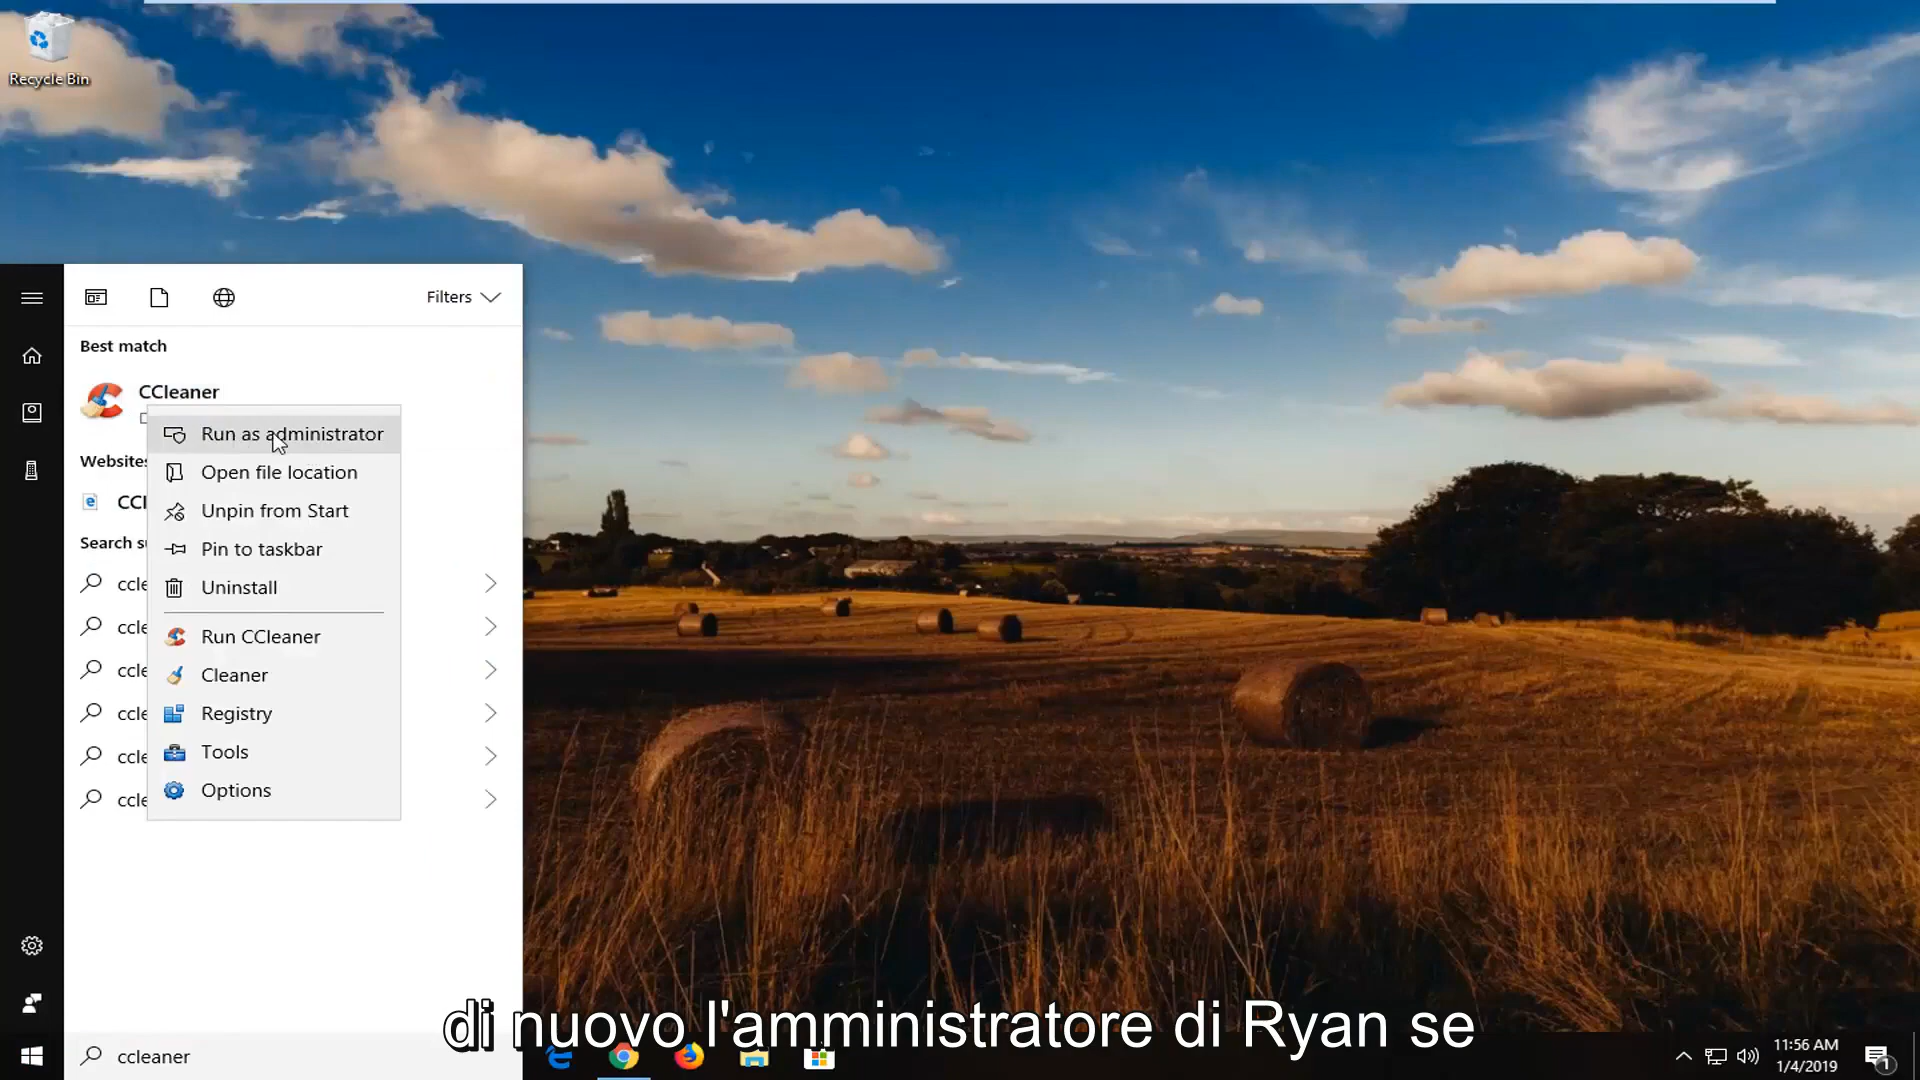 Recycle Bin
Filters
Best match
CCleaner
Run as administrator
Websites
Open file location
CCl
Unpin from Start
Search su
Pin to taskbar
ccle
Uninstall
ccle
Run CCleaner
ccle
Cleaner
ccle
Registry
ccle
Tools
ccle
Options
di nuovo l'amministratore di Ryan se
ccleaner
11:56 AM
1/4/2019
1